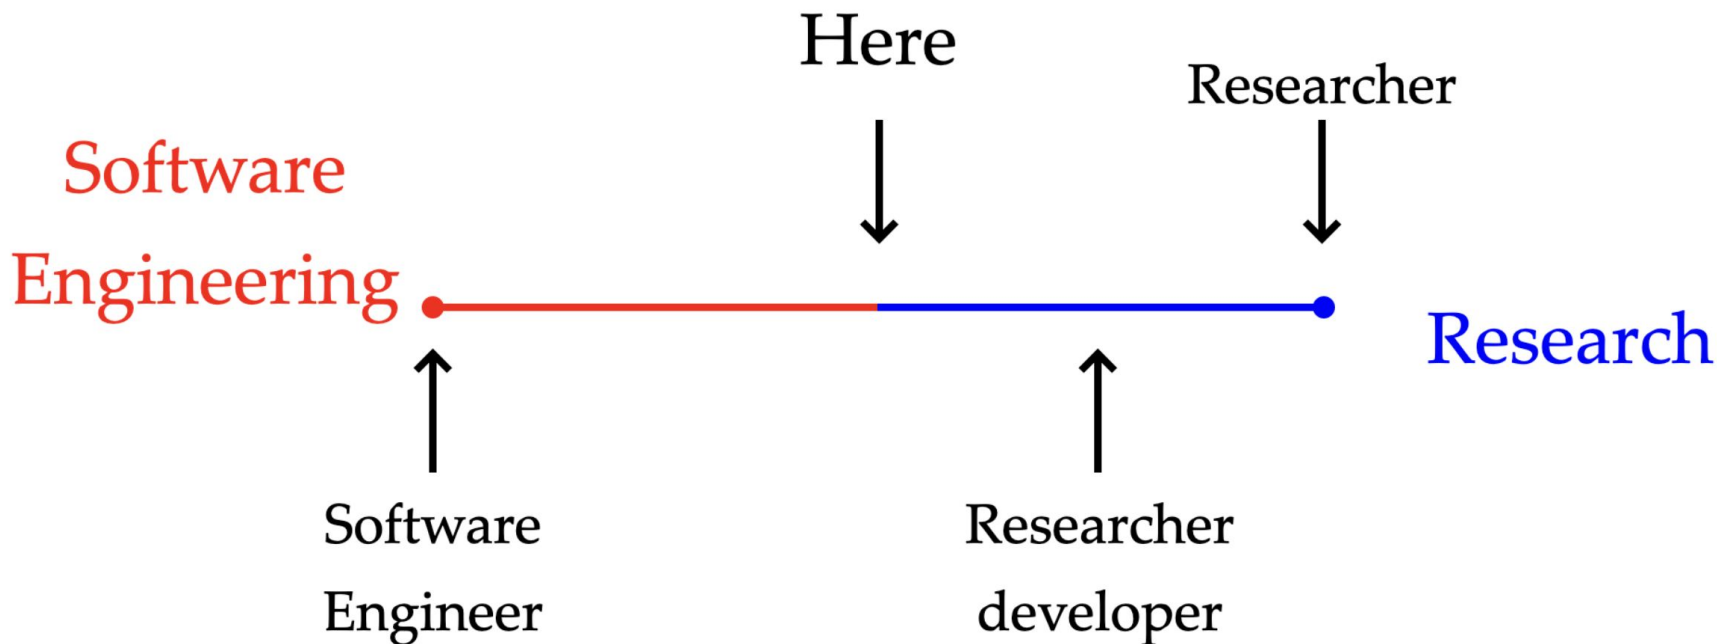 Here
Researcher
Software
Engineering
Research
Software
Engineer
Researcher
developer